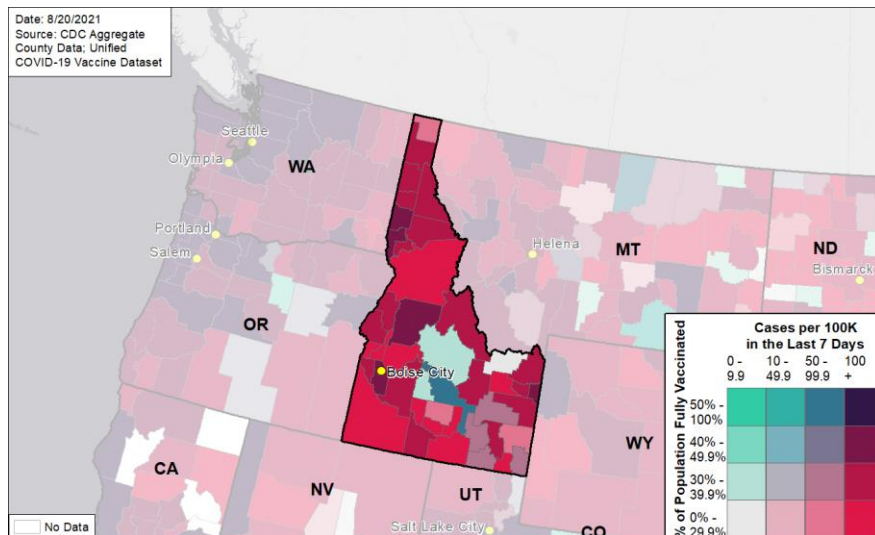 Date: 8/20/2021
Source: CDC Aggregate
County Data; Unified
COVID-19 Vaccine Dataset
Seattle
Olympia
WA
Portland
Salem
Helena
MT
ND
Bismarck
OR
Boise City
WY
CA
NV
UT
Salt Lake City
CO
No Data
Cases per 100K
in the Last 7 Days
0 - 9.9
10 - 49.9
50 - 99.9
100 +
% of Population Fully Vaccinated
50% - 100%
40% - 49.9%
30% - 39.9%
0% - 29.9%